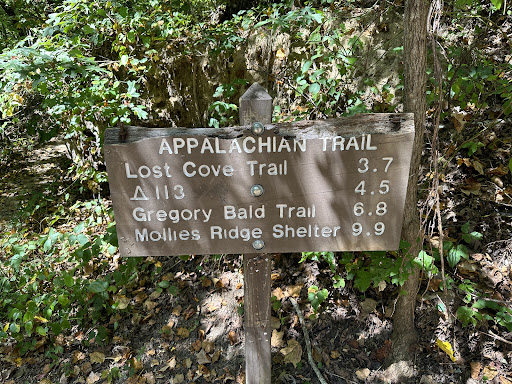 APPALACHIAN TRAIL
LOST COVE TRAIL 3.7
△ 113 4.5
GREGORY BALD TRAIL 6.8
MOLLIES RIDGE SHELTER 9.9